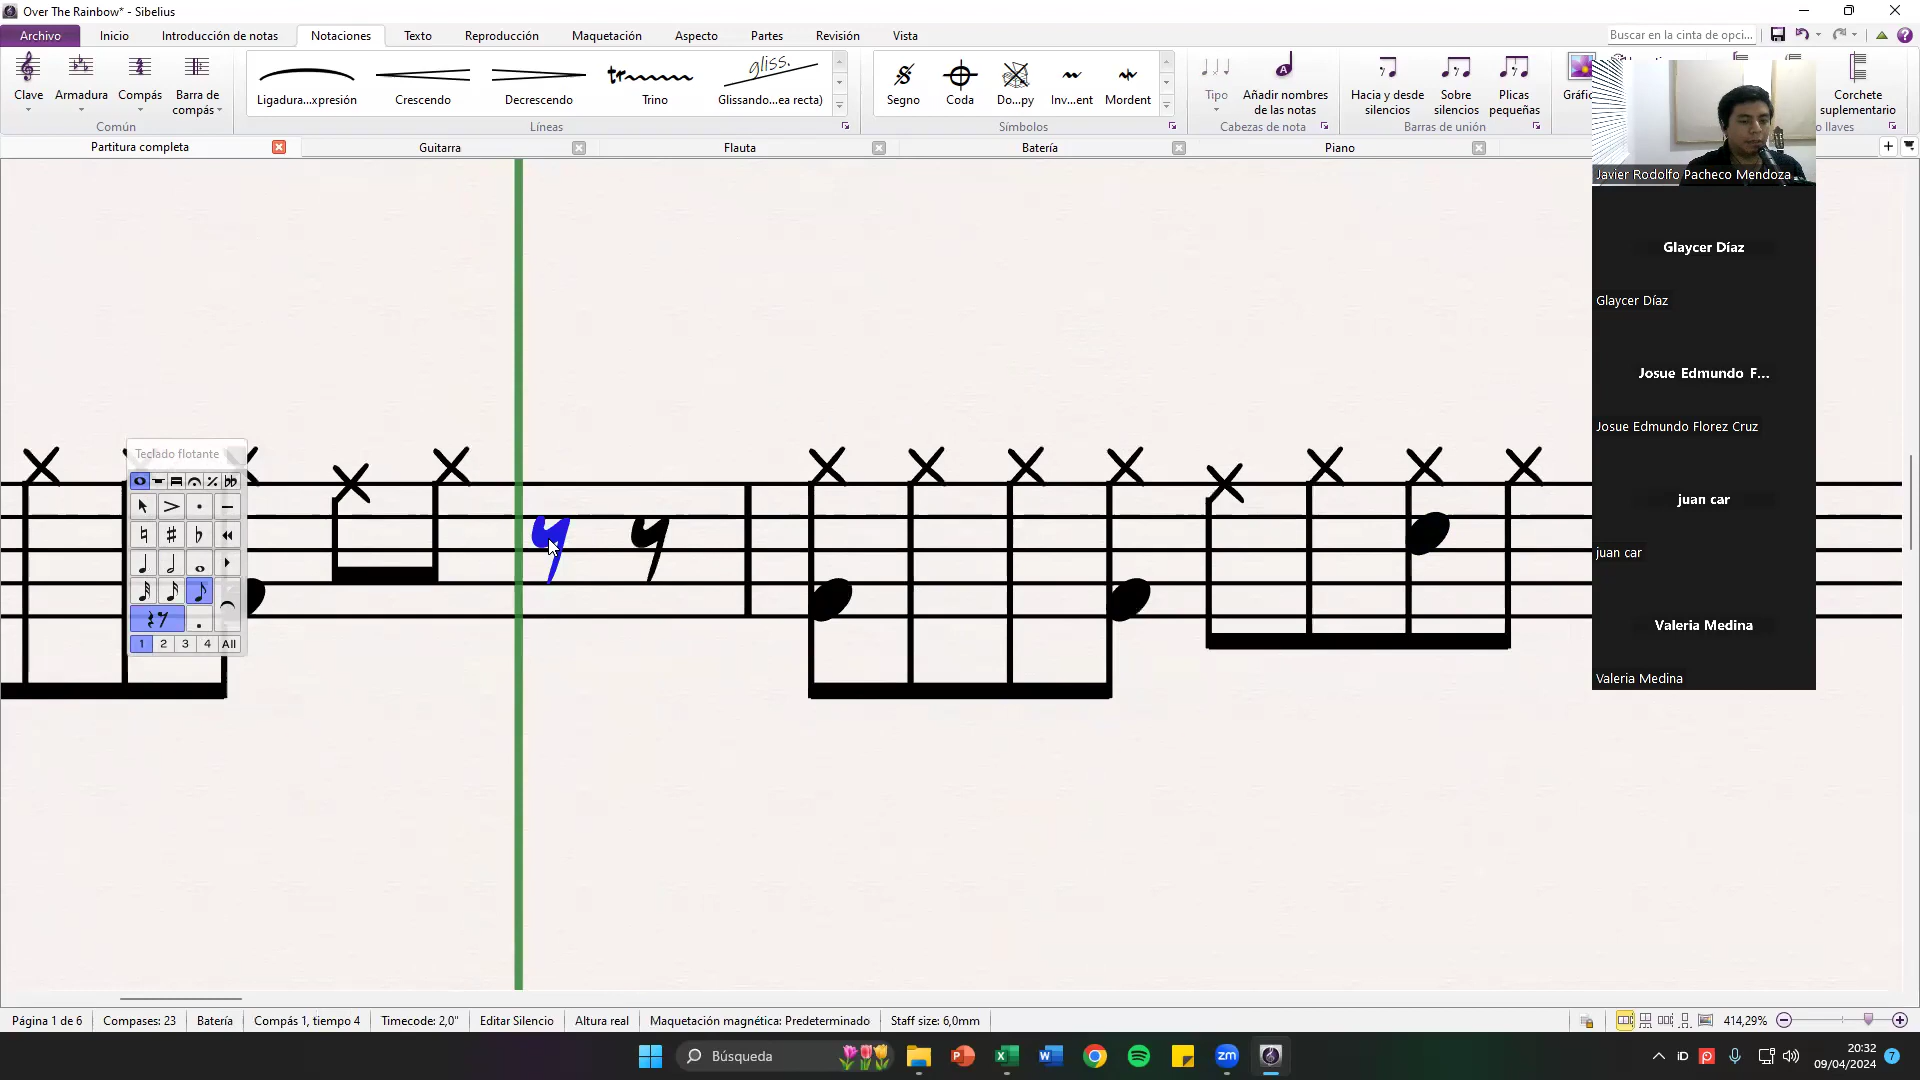 Over The Rainbow* - Sibelius
Archivo Inicio Introducción de notas Notaciones Texto Reproducción Maquetación Aspecto Partes Revisión Vista Buscar en la cinta de opci...
Clave Armadura Compás Barra de compás
Común
Ligadura...xpresión Crescendo Decrescendo Trino Glissando...ea recta)
gliss.
Líneas
Segno Coda Do...py Inv...ent Mordent
Símbolos
Tipo Añadir nombres de las notas
Cabezas de nota
Hacia y desde silencios Sobre silencios Plicas pequeñas
Barras de unión
Corchete suplementario
Partitura completa Guitarra Flauta Batería Piano
Javier Rodolfo Pacheco Mendoza
Glaycer Díaz
Glaycer Díaz
Josue Edmundo F...
Josue Edmundo Florez Cruz
juan car
juan car
Valeria Medina
Valeria Medina
Teclado flotante
1 2 3 4 All
Página 1 de 6 Compases: 23 Batería Compás 1, tiempo 4 Timecode: 2,0" Editar Silencio Altura real Maquetación magnética: Predeterminado Staff size: 6,0mm 414,29%
Búsqueda
20:32
09/04/2024
7